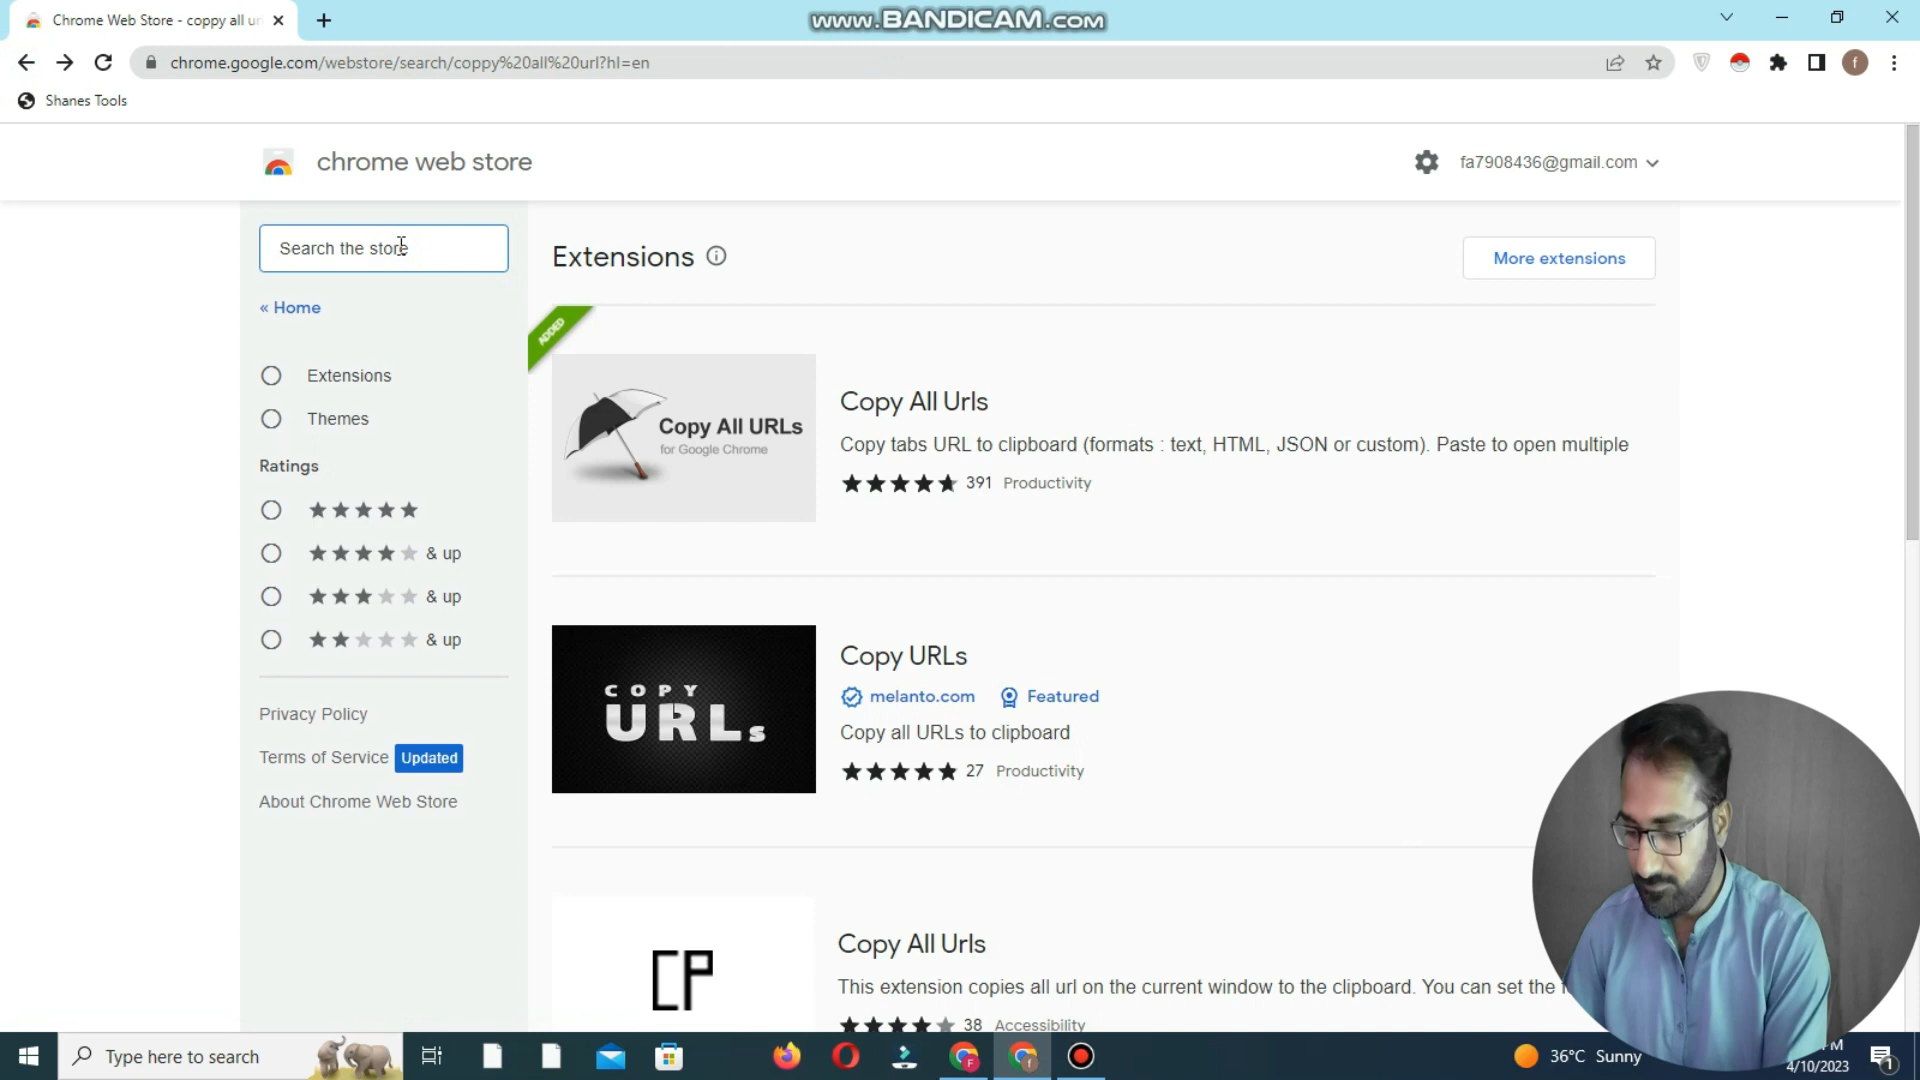 Chrome Web Store - coppy all ur
www.BANDICAM.com
chrome.google.com/webstore/search/coppy%20all%20url?hl=en
f
Shanes Tools
chrome web store
fa7908436@gmail.com
Search the store
Extensions
More extensions
« Home
ADDED
Extensions
Themes
Copy All URLs
for Google Chrome
Copy All Urls
Copy tabs URL to clipboard (formats : text, HTML, JSON or custom). Paste to open multiple
391 Productivity
Ratings
& up
& up
& up
COPY
URLs
Copy URLs
melanto.com Featured
Copy all URLs to clipboard
27 Productivity
Privacy Policy
Terms of Service Updated
About Chrome Web Store
CP
Copy All Urls
This extension copies all url on the current window to the clipboard. You can set the
38 Accessibility
Type here to search
F
f
36°C Sunny
4/10/2023
1